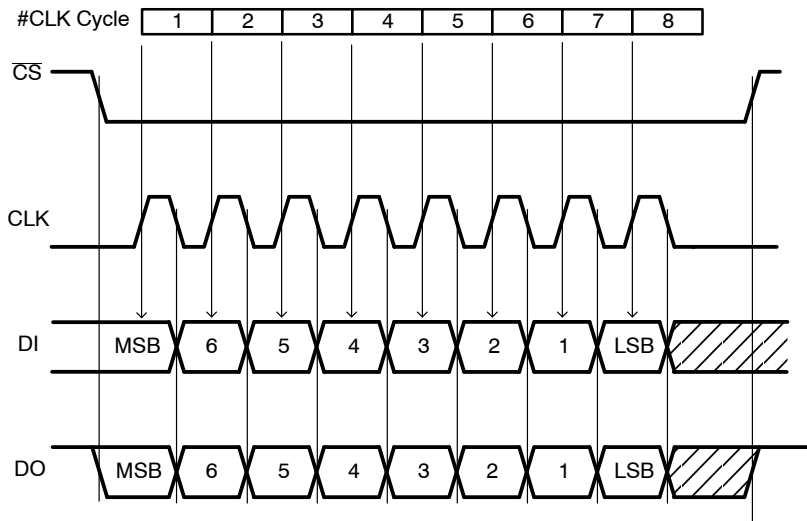 #CLK Cycle 1 2 3 4 5 6 7 8
CS
CLK
DI MSB 6 5 4 3 2 1 LSB
DO MSB 6 5 4 3 2 1 LSB